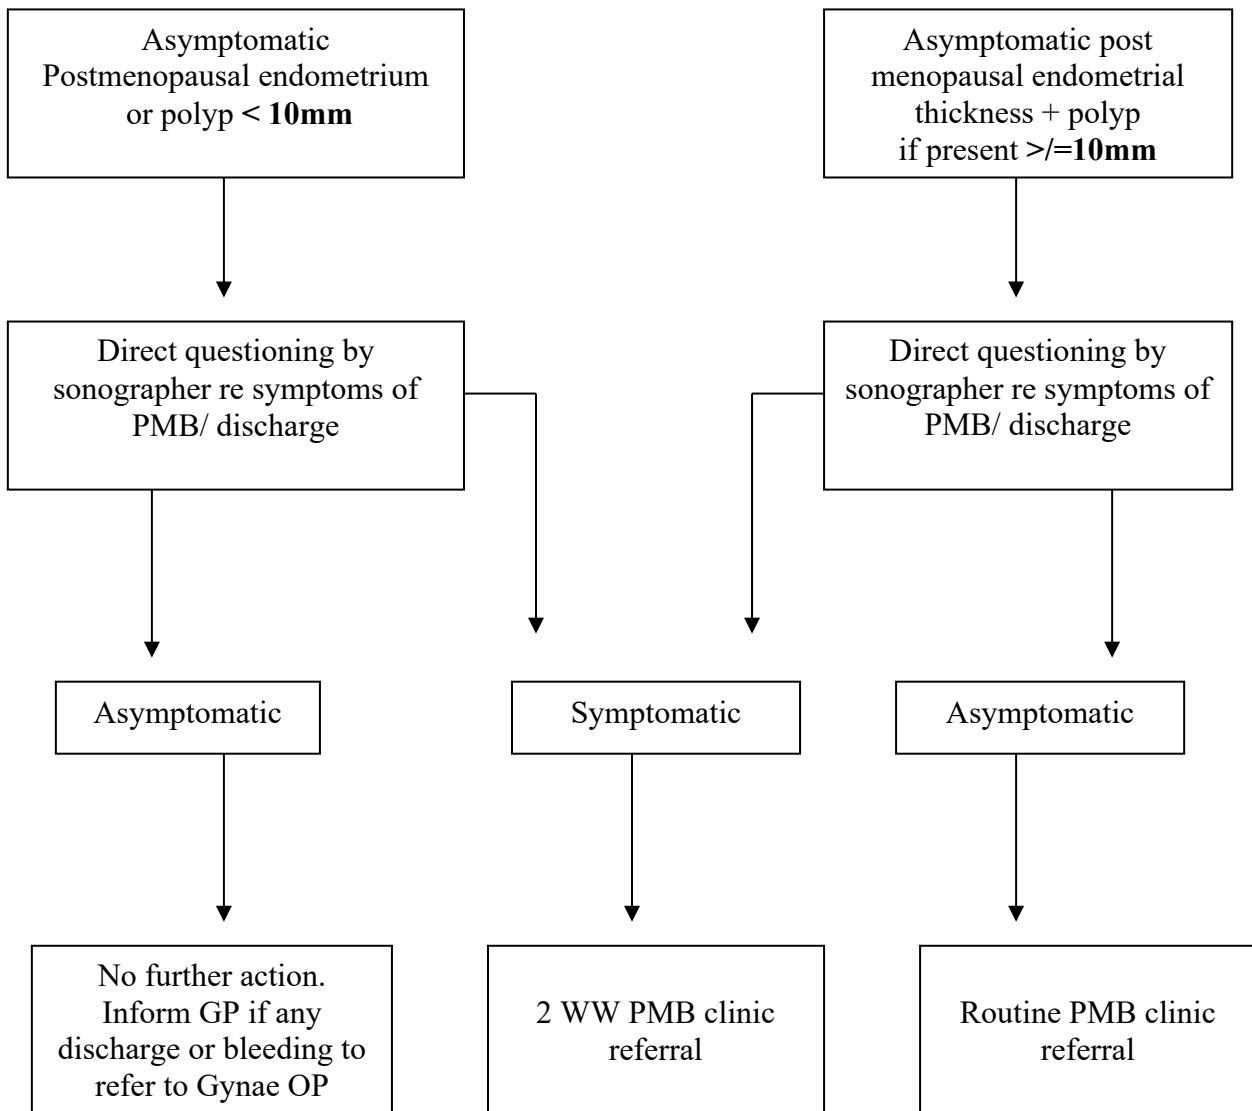 Asymptomatic
Postmenopausal endometrium
or polyp < 10mm
Asymptomatic post
menopausal endometrial
thickness + polyp
if present >/=10mm
Direct questioning by
sonographer re symptoms of
PMB/ discharge
Direct questioning by
sonographer re symptoms of
PMB/ discharge
Asymptomatic
Symptomatic
Asymptomatic
No further action.
Inform GP if any
discharge or bleeding to
refer to Gynae OP
2 WW PMB clinic
referral
Routine PMB clinic
referral